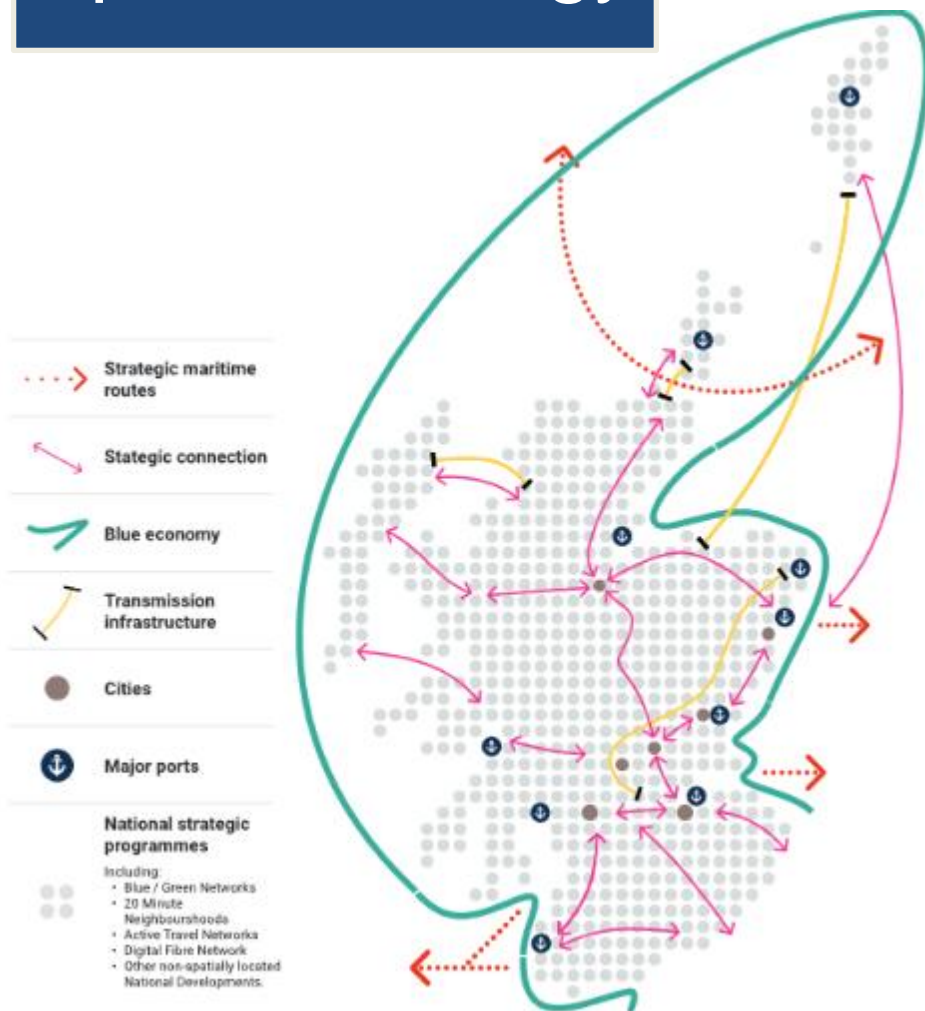 Strategic maritime
routes
Stategic connection
Blue economy
Transmission
infrastructure
Cities
Major ports
National strategic
programmes
Including:
• Blue / Green Networks
• 20 Minute
Neighbourshoods
• Active Travel Networks
• Digital Fibre Network
• Other non-spatially located
National Developments.